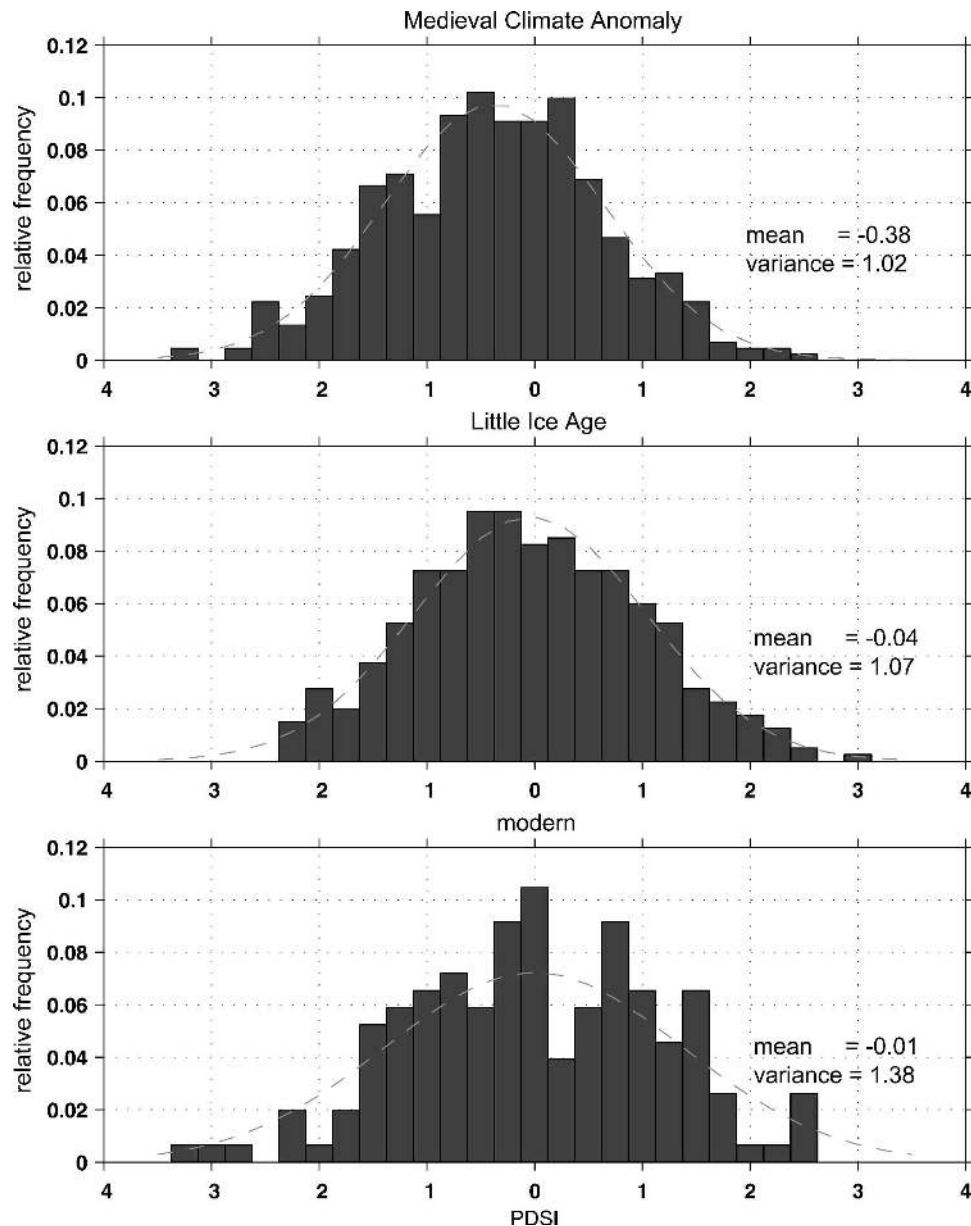 Medieval Climate Anomaly
0.12
0.1
0.08
0.06
0.04
0.02
0
relative frequency
mean = -0.38
variance = 1.02
4 3 2 1 0 1 2 3 4
Little Ice Age
0.12
0.1
0.08
0.06
0.04
0.02
0
relative frequency
mean = -0.04
variance = 1.07
4 3 2 1 0 1 2 3 4
modern
0.12
0.1
0.08
0.06
0.04
0.02
0
relative frequency
mean = -0.01
variance = 1.38
4 3 2 1 0 1 2 3 4
PDSI